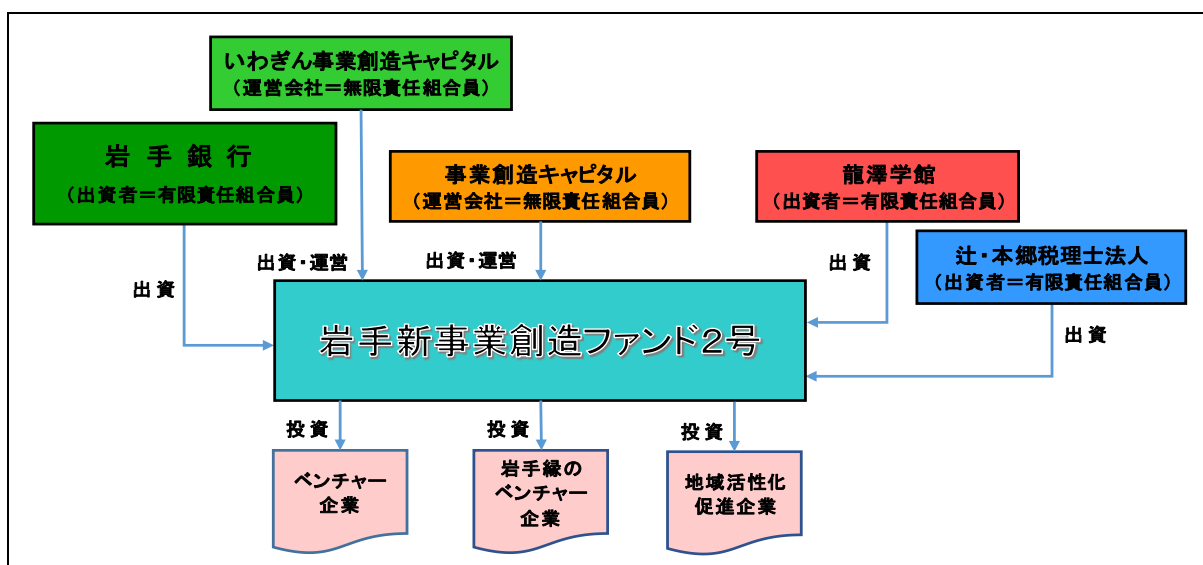 いわぎん事業創造キャピタル
（運営会社＝無限責任組合員）
岩手銀行
（出資者＝有限責任組合員）
事業創造キャピタル
（運営会社＝無限責任組合員）
龍澤学館
（出資者＝有限責任組合員）
辻・本郷税理士法人
（出資者＝有限責任組合員）
出資
出資・運営
出資・運営
出資
出資
岩手新事業創造ファンド２号
投資
投資
投資
ベンチャー
企業
岩手縁の
ベンチャー
企業
地域活性化
促進企業